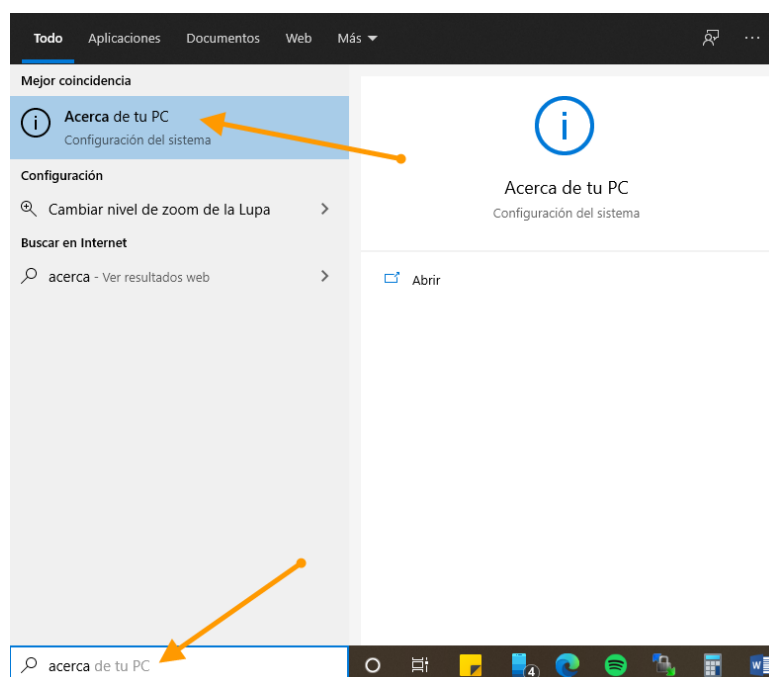 Todo Aplicaciones Documentos Web Más
Mejor coincidencia
Acerca de tu PC
Configuración del sistema
Configuración
Cambiar nivel de zoom de la Lupa
Buscar en Internet
acerca - Ver resultados web
Acerca de tu PC
Configuración del sistema
Abrir
acerca de tu PC
4
W